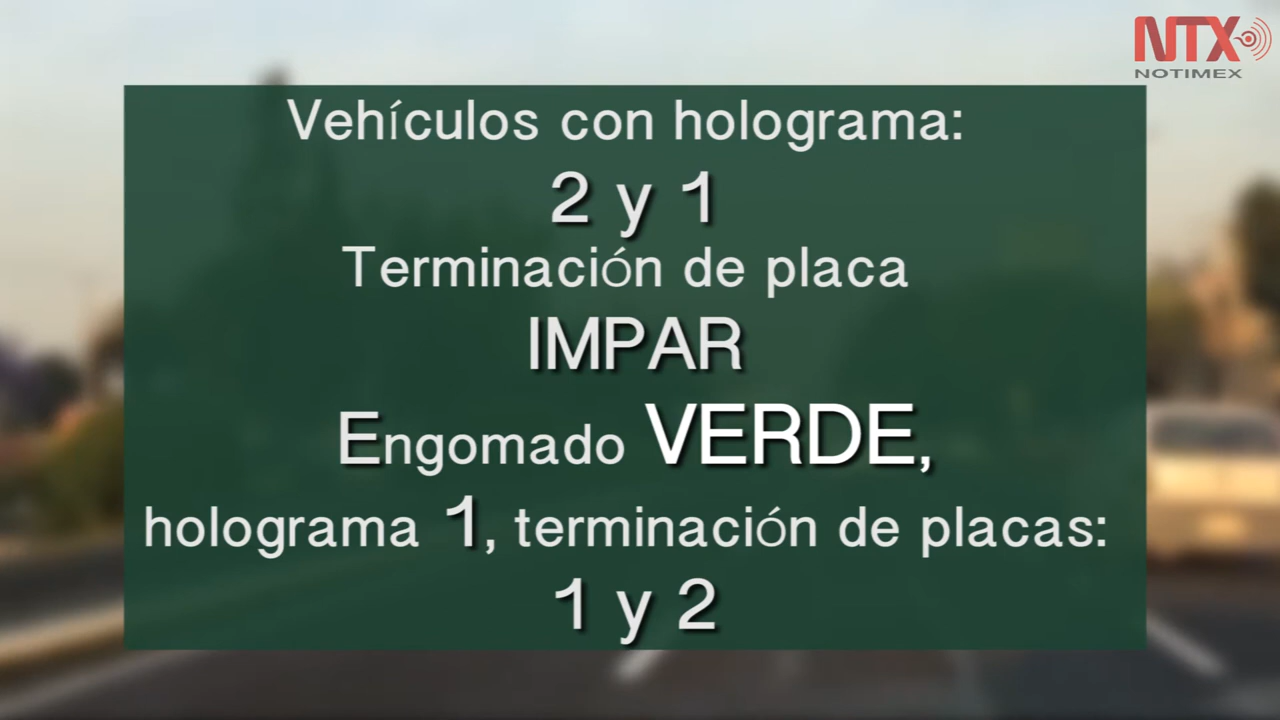 NTX
NOTIMEX
Vehículos con holograma:
2 y 1
Terminación de placa
IMPAR
Engomado VERDE,
holograma 1, terminación de placas:
1 y 2